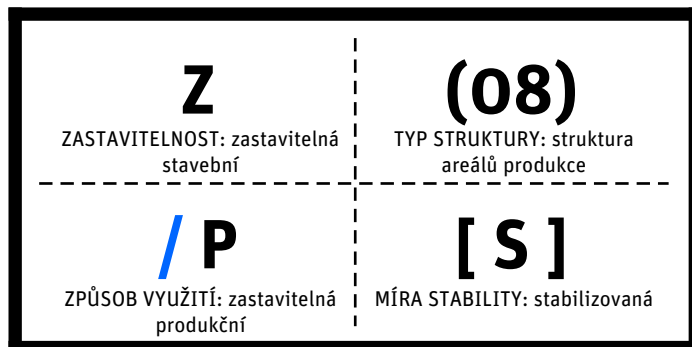 Z
ZASTAVITELNOST: zastavitelná
stavební
(08)
TYP STRUKTURY: struktura
areálů produkce
/ P
ZPŮSOB VYUŽITÍ: zastavitelná
produkční
[ S ]
MÍRA STABILITY: stabilizovaná